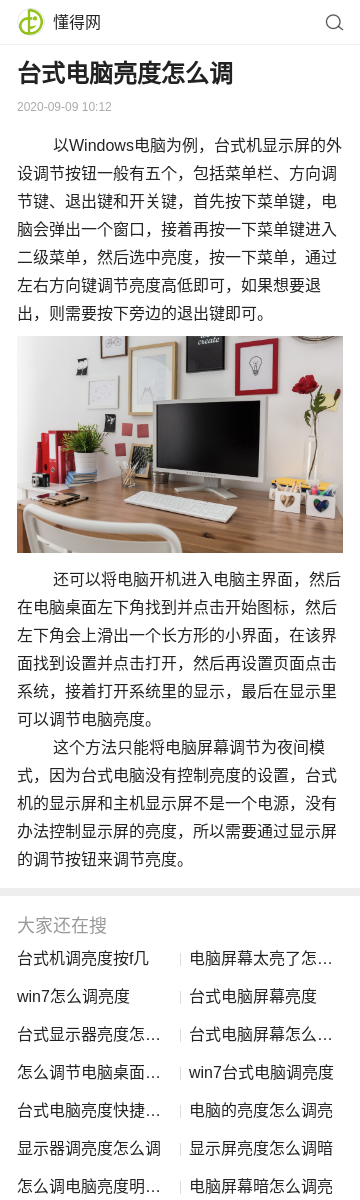 懂得网
台式电脑亮度怎么调
2020-09-09 10:12
以Windows电脑为例，台式机显示屏的外
设调节按钮一般有五个，包括菜单栏、方向调
节键、退出键和开关键，首先按下菜单键，电
脑会弹出一个窗口，接着再按一下菜单键进入
二级菜单，然后选中亮度，按一下菜单，通过
左右方向键调节亮度高低即可，如果想要退
出，则需要按下旁边的退出键即可。
create
还可以将电脑开机进入电脑主界面，然后
在电脑桌面左下角找到并点击开始图标，然后
左下角会上滑出一个长方形的小界面，在该界
面找到设置并点击打开，然后再设置页面点击
系统，接着打开系统里的显示，最后在显示里
可以调节电脑亮度。
这个方法只能将电脑屏幕调节为夜间模
式，因为台式电脑没有控制亮度的设置，台式
机的显示屏和主机显示屏不是一个电源，没有
办法控制显示屏的亮度，所以需要通过显示屏
的调节按钮来调节亮度。
大家还在搜
台式机调亮度按f几
电脑屏幕太亮了怎…
win7怎么调亮度
台式电脑屏幕亮度
台式显示器亮度怎…
台式电脑屏幕怎么…
怎么调节电脑桌面…
win7台式电脑调亮度
台式电脑亮度快捷…
电脑的亮度怎么调亮
显示器调亮度怎么调
显示屏亮度怎么调暗
怎么调电脑亮度明…
电脑屏幕暗怎么调亮